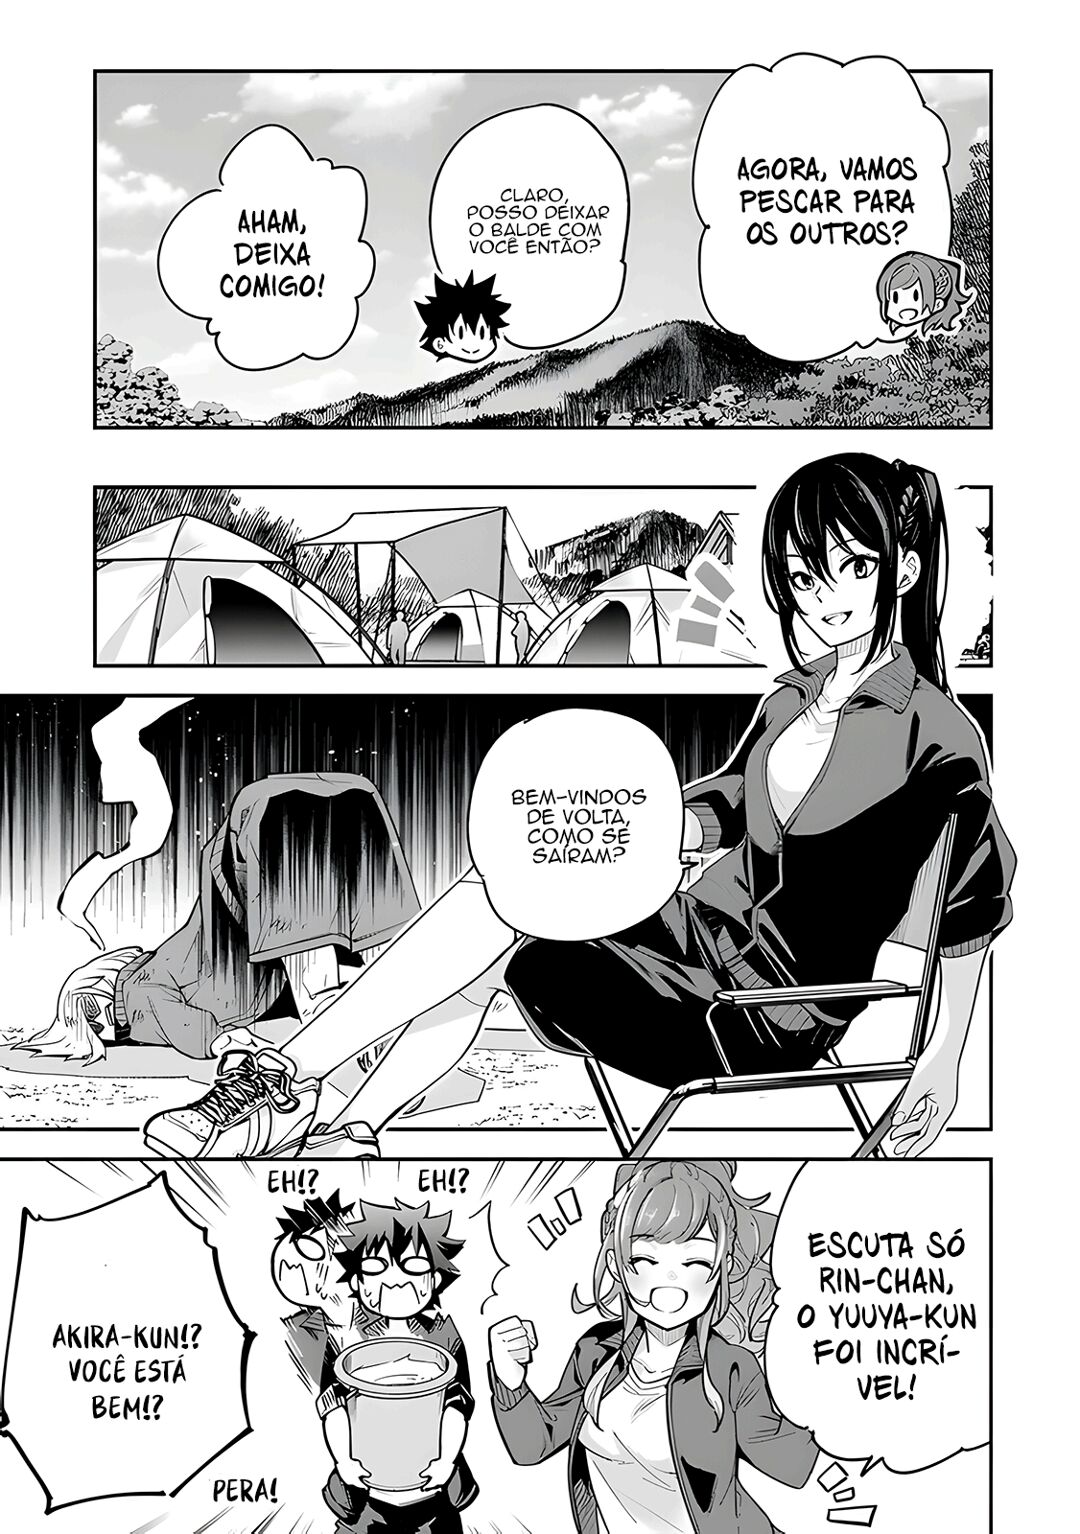 AGORA, VAMOS
PESCAR PARA
OS OUTROS?
CLARO,
POSSO DEIXAR
O BALDE COM
VOCÊ ENTÃO?
AHAM,
DEIXA
COMIGO!
BEM-VINDOS
DE VOLTA,
COMO SE
SAÍRAM?
ESCUTA SÓ
RIN-CHAN,
O YUUYA-KUN
FOI INCRÍ-
VEL!
EH!?
EH!?
AKIRA-KUN!?
VOCÊ ESTÁ
BEM!?
PERA!